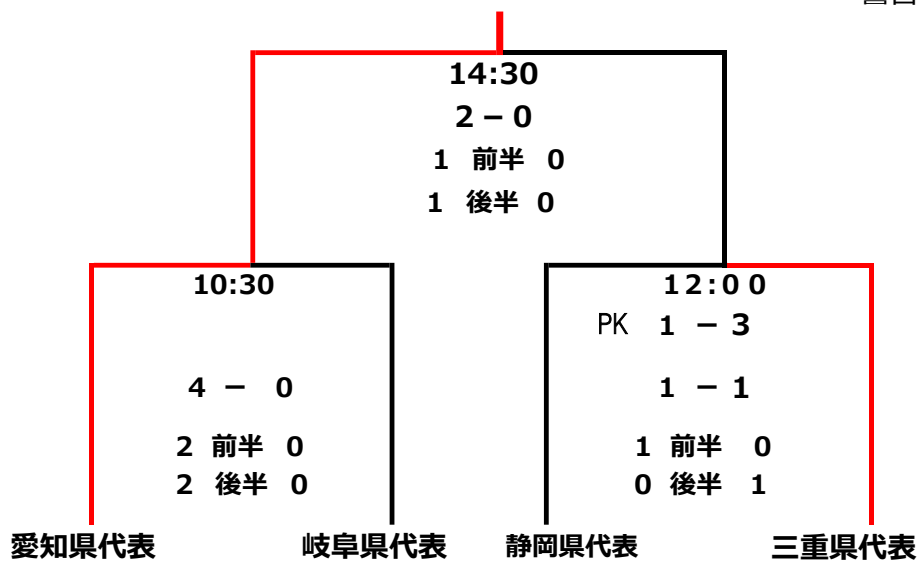 14:30
2-0
1 前半 0
1 後半 0
10:30
12:00
PK 1 - 3
4 - 0
1 - 1
2 前半 0
1 前半 0
2 後半 0
0 後半 1
愛知県代表 岐阜県代表 静岡県代表 三重県代表